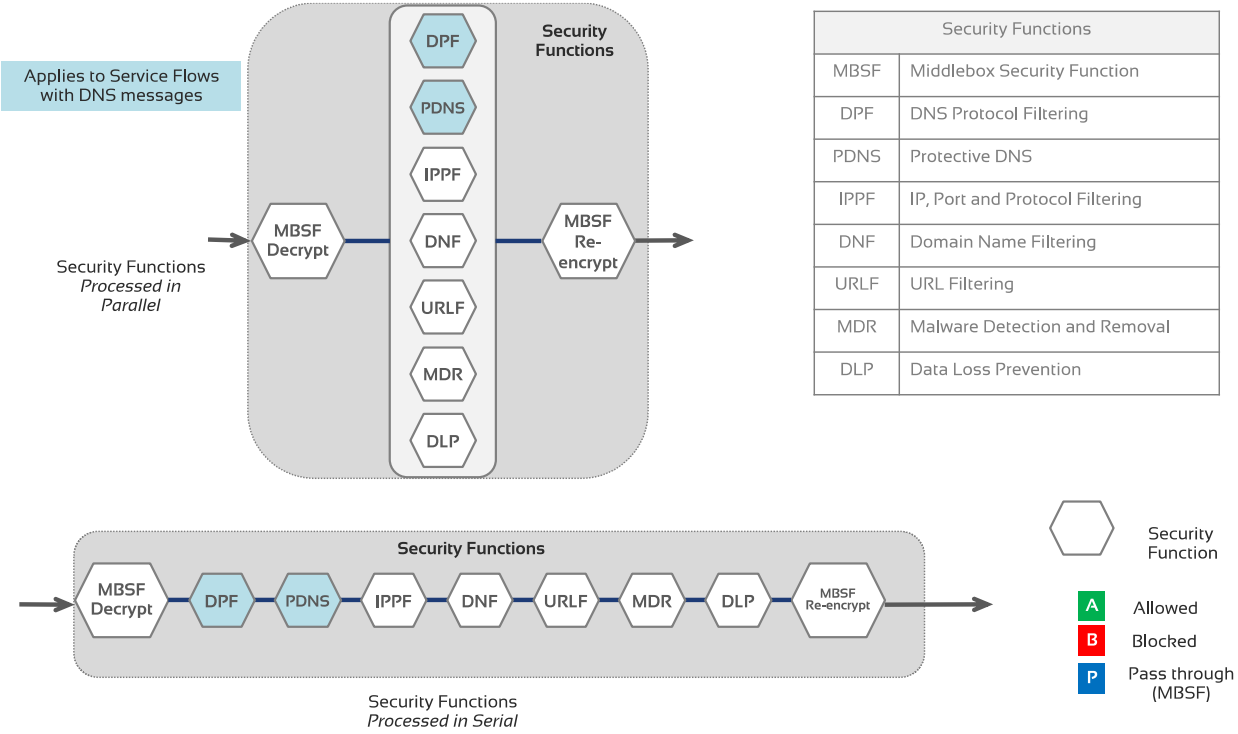 Security
Functions
DPF
Applies to Service Flows
with DNS messages
PDNS
IPPF
MBSF
Decrypt
DNF
MBSF
Re-
encrypt
Security Functions
Processed in
Parallel
URLF
MDR
DLP
Security Functions
MBSF Middlebox Security Function
DPF DNS Protocol Filtering
PDNS Protective DNS
IPPF IP, Port and Protocol Filtering
DNF Domain Name Filtering
URLF URL Filtering
MDR Malware Detection and Removal
DLP Data Loss Prevention
Security Functions
MBSF
Decrypt
DPF
PDNS
IPPF
DNF
URLF
MDR
DLP
MBSF
Re-encrypt
Security Functions
Processed in Serial
Security
Function
A Allowed
B Blocked
P Pass through
(MBSF)